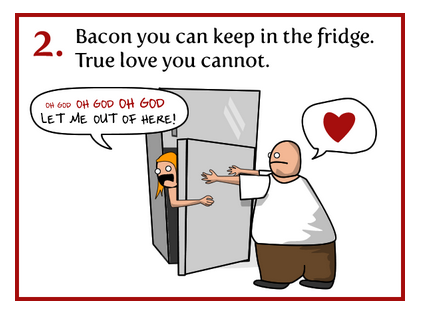 2. Bacon you can keep in the fridge.
True love you cannot.
OH GOD OH GOD OH GOD
LET ME OUT OF HERE!